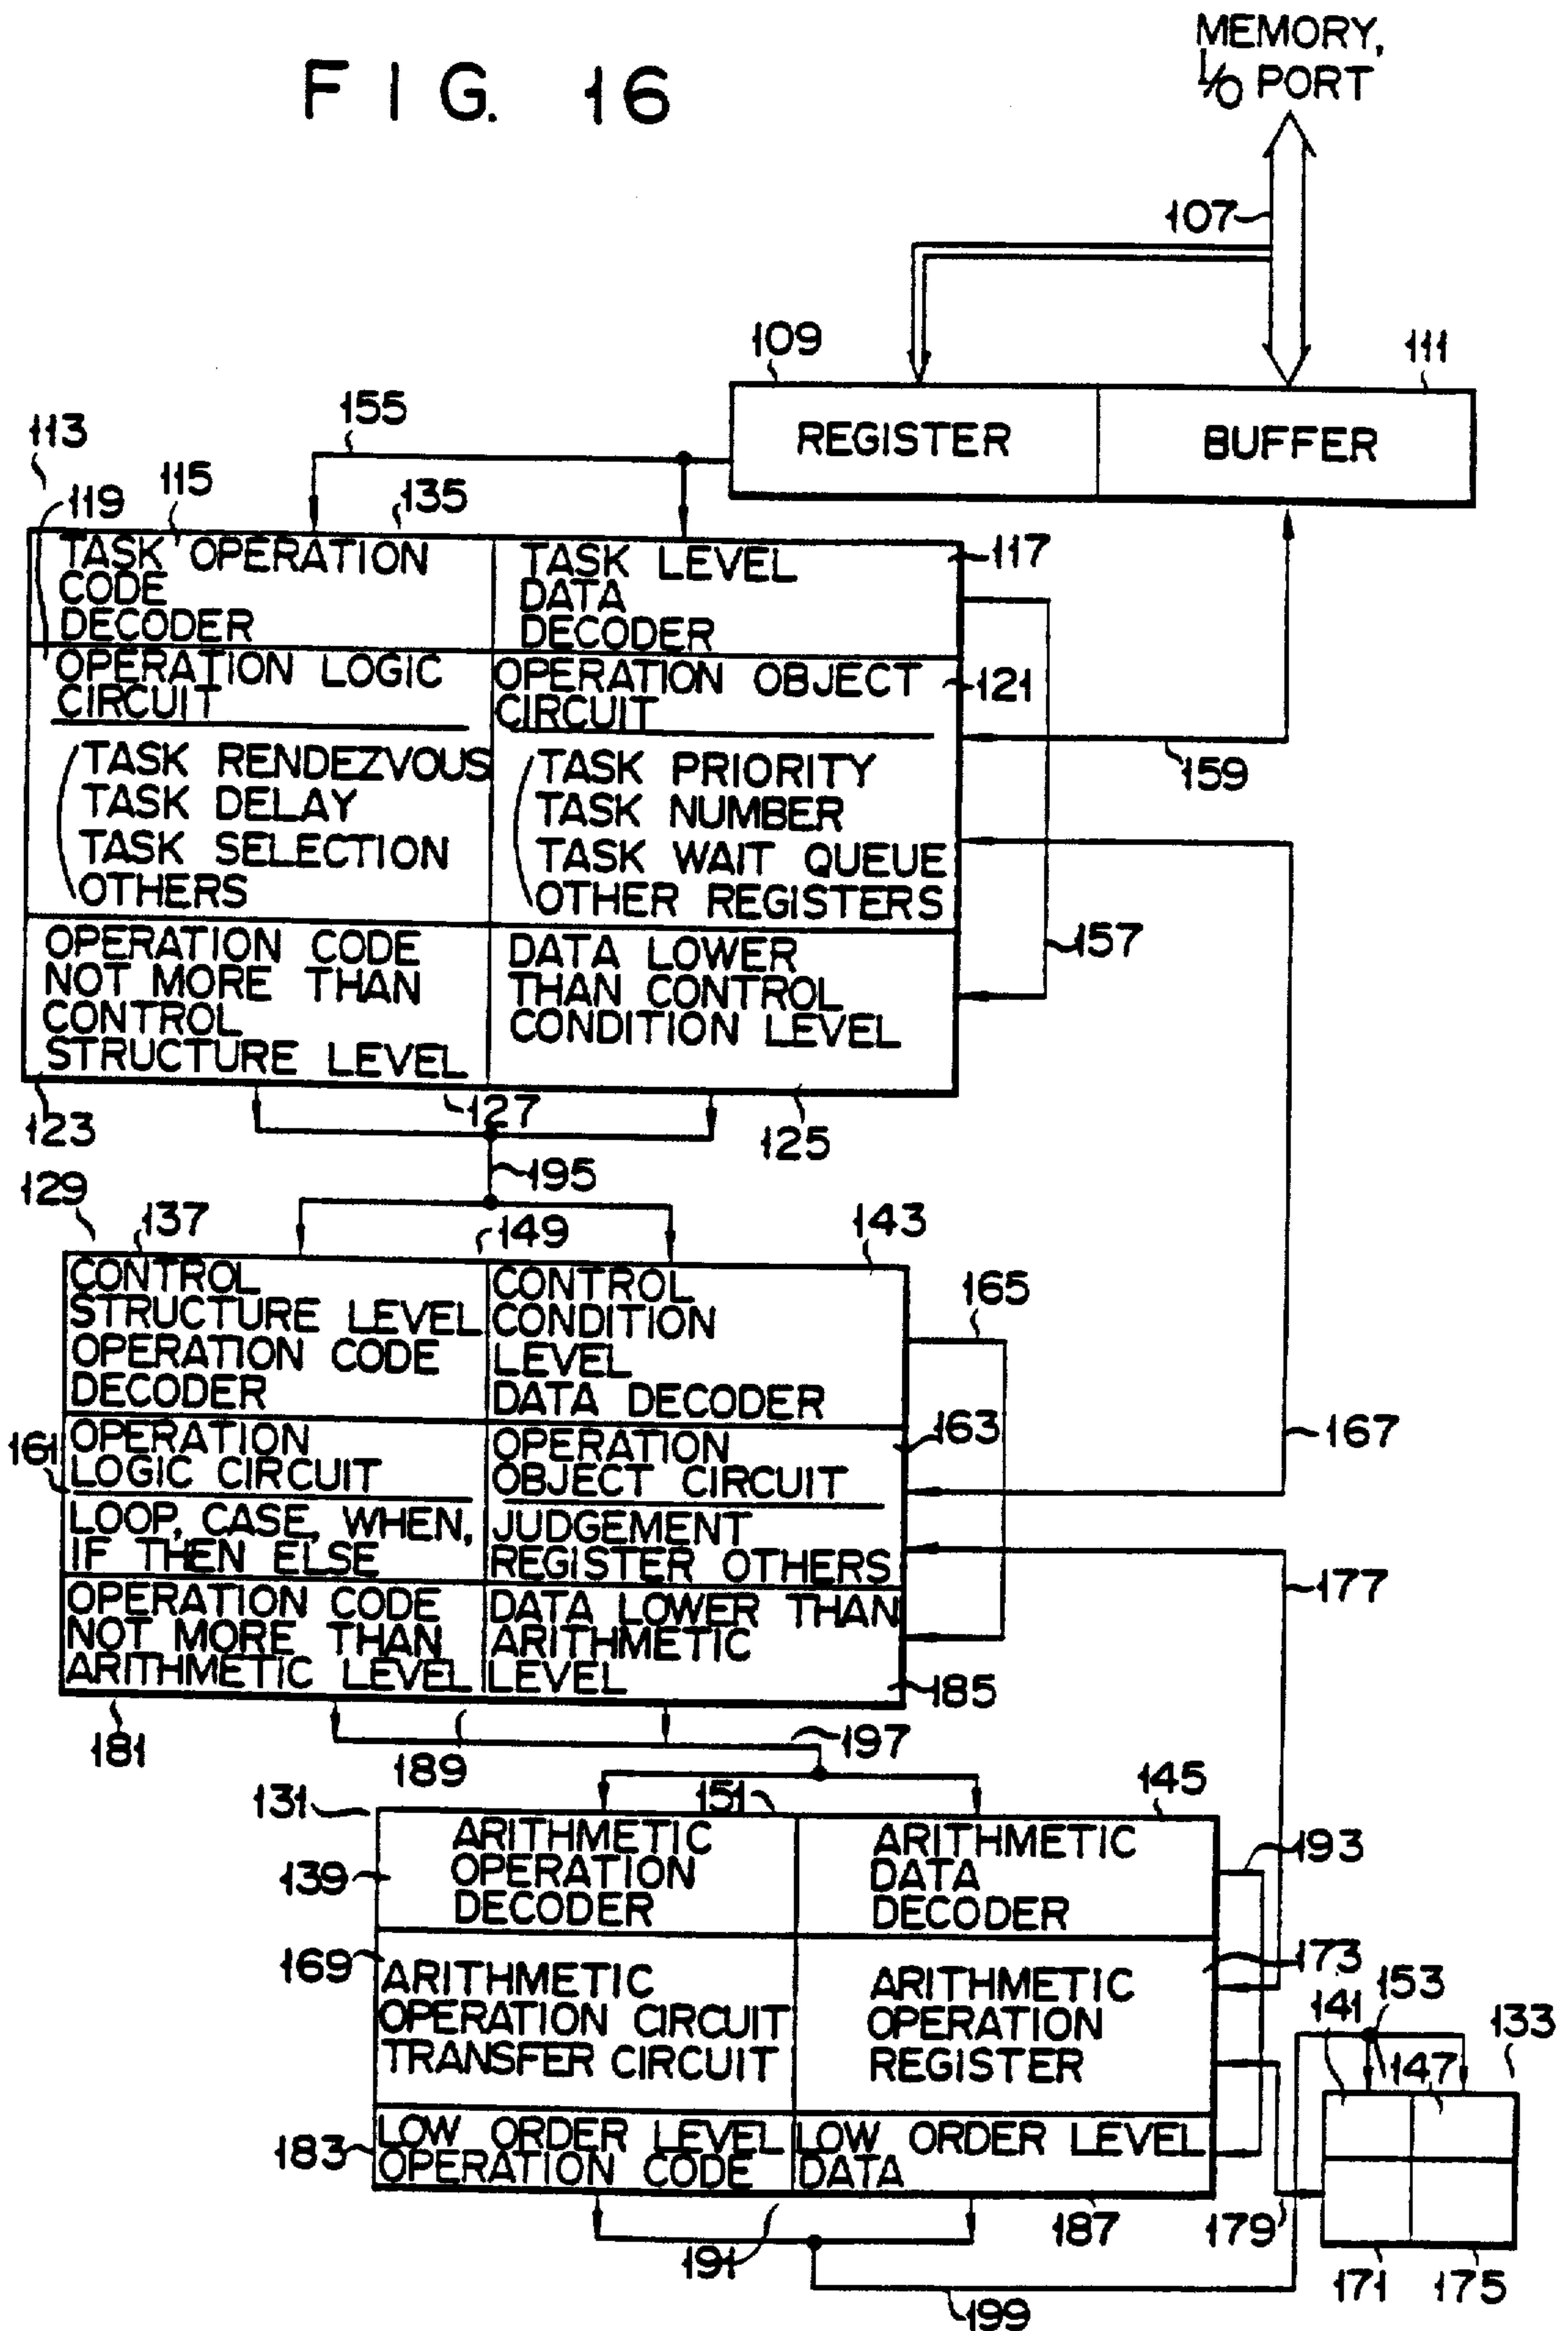 FIG. 16
MEMORY,
I/O PORT
107
109
111
REGISTER
BUFFER
155
113
119
115
135
117
TASK OPERATION
CODE
DECODER
TASK LEVEL
DATA
DECODER
OPERATION LOGIC
CIRCUIT
OPERATION OBJECT
CIRCUIT
121
159
TASK RENDEZVOUS
TASK DELAY
TASK SELECTION
OTHERS
TASK PRIORITY
TASK NUMBER
TASK WAIT QUEUE
OTHER REGISTERS
157
OPERATION CODE
NOT MORE THAN
CONTROL
STRUCTURE LEVEL
DATA LOWER
THAN CONTROL
CONDITION LEVEL
123
127
125
195
129
137
149
143
CONTROL
STRUCTURE LEVEL
OPERATION CODE
DECODER
CONTROL
CONDITION
LEVEL
DATA DECODER
165
161
OPERATION
LOGIC CIRCUIT
OPERATION
OBJECT CIRCUIT
163
167
LOOP, CASE, WHEN,
IF THEN ELSE
JUDGEMENT
REGISTER OTHERS
177
OPERATION CODE
NOT MORE THAN
ARITHMETIC LEVEL
DATA LOWER THAN
ARITHMETIC
LEVEL
185
181
189
197
131
151
145
139
ARITHMETIC
OPERATION
DECODER
ARITHMETIC
DATA
DECODER
193
169
ARITHMETIC
OPERATION CIRCUIT
TRANSFER CIRCUIT
ARITHMETIC
OPERATION
REGISTER
173
141
153
133
147
183
LOW ORDER LEVEL
OPERATION CODE
LOW ORDER LEVEL
DATA
191
187
179
171
175
199